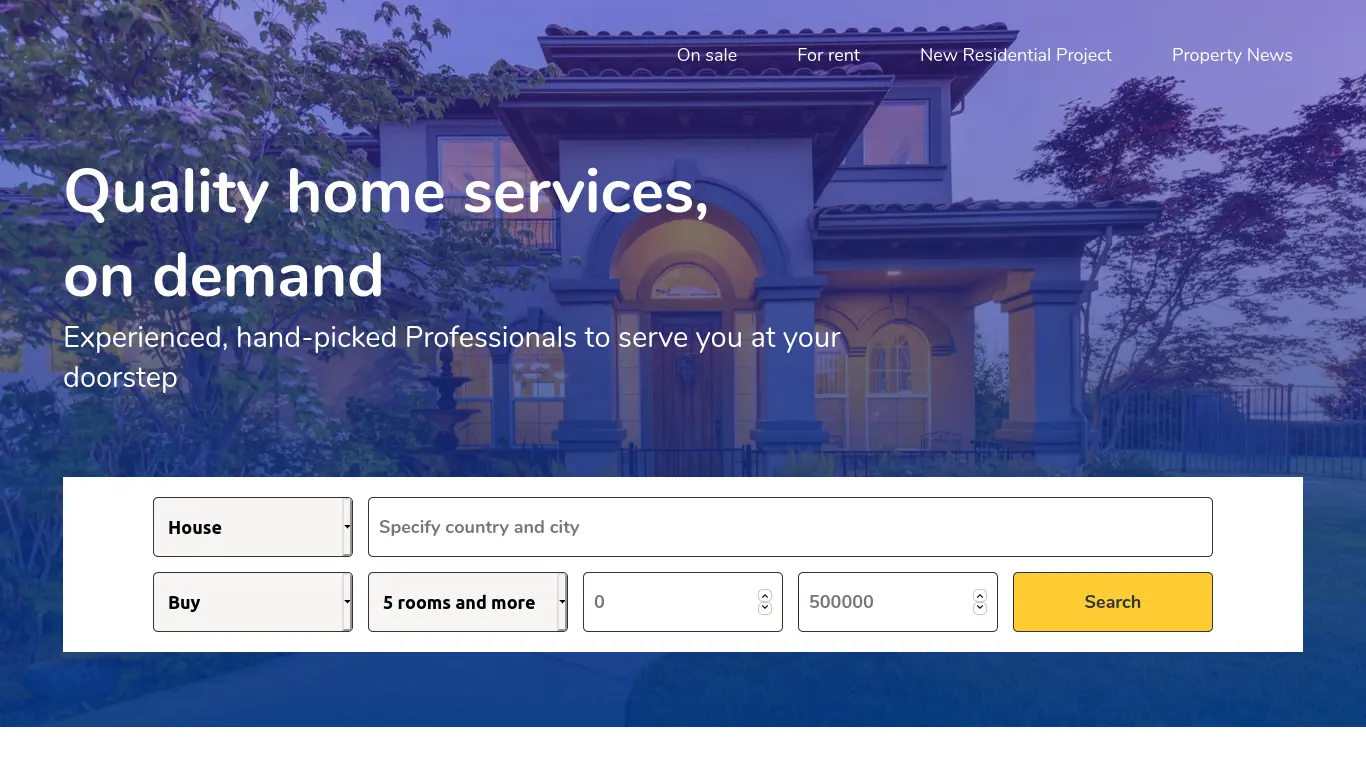 On sale
For rent
New Residential Project
Property News
Quality home services,
on demand
Experienced, hand-picked Professionals to serve you at your
doorstep
House
Specify country and city
Buy
5 rooms and more
0
500000
Search